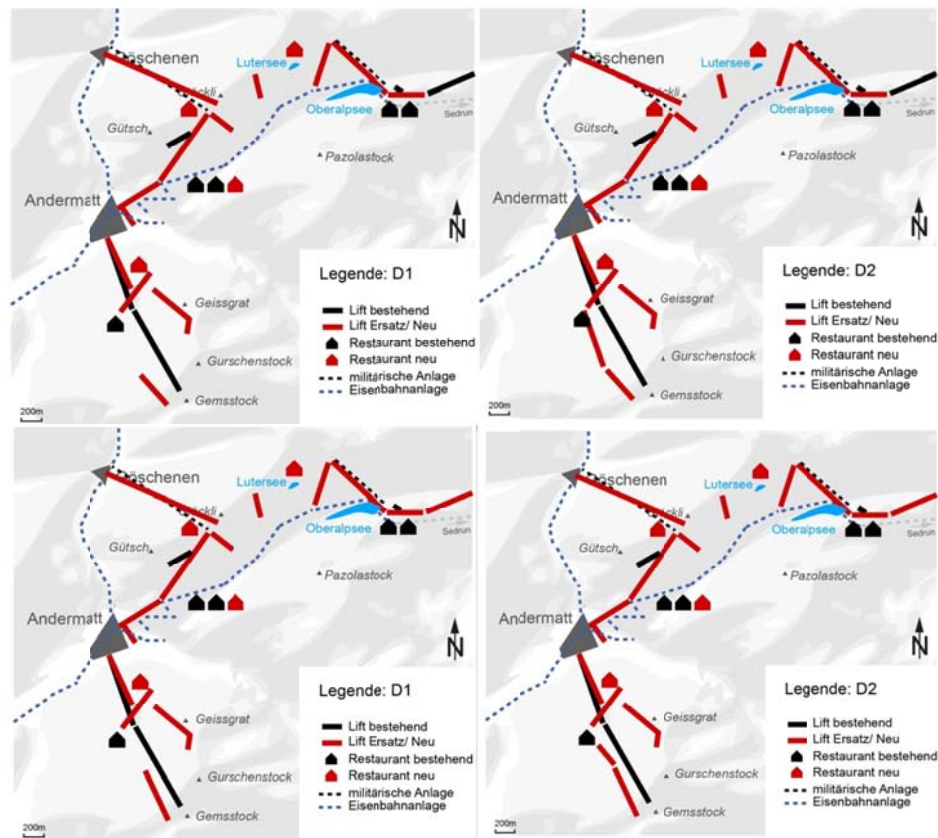 Göschenen
Lutersee
Gütsch
Oberalpsee
Sedrun
Pazolastock
Andermatt
Legende: D1
Geissgrat
Lift bestehend
Lift Ersatz/ Neu
Restaurant bestehend
Gurschenstock
Restaurant neu
militärische Anlage
Gemsstock
Eisenbahnanlage
200m
N
Göschenen
Lutersee
Gütsch
Oberalpsee
Sedrun
Pazolastock
Andermatt
Legende: D2
Geissgrat
Lift bestehend
Lift Ersatz/ Neu
Restaurant bestehend
Gurschenstock
Restaurant neu
militärische Anlage
Gemsstock
Eisenbahnanlage
200m
N
Göschenen
Lutersee
Gütsch
Oberalpsee
Sedrun
Pazolastock
Andermatt
Legende: D1
Geissgrat
Lift bestehend
Lift Ersatz/ Neu
Restaurant bestehend
Gurschenstock
Restaurant neu
militärische Anlage
Gemsstock
Eisenbahnanlage
200m
N
Göschenen
Lutersee
Gütsch
Oberalpsee
Sedrun
Pazolastock
Andermatt
Legende: D2
Geissgrat
Lift bestehend
Lift Ersatz/ Neu
Restaurant bestehend
Gurschenstock
Restaurant neu
militärische Anlage
Gemsstock
Eisenbahnanlage
200m
N